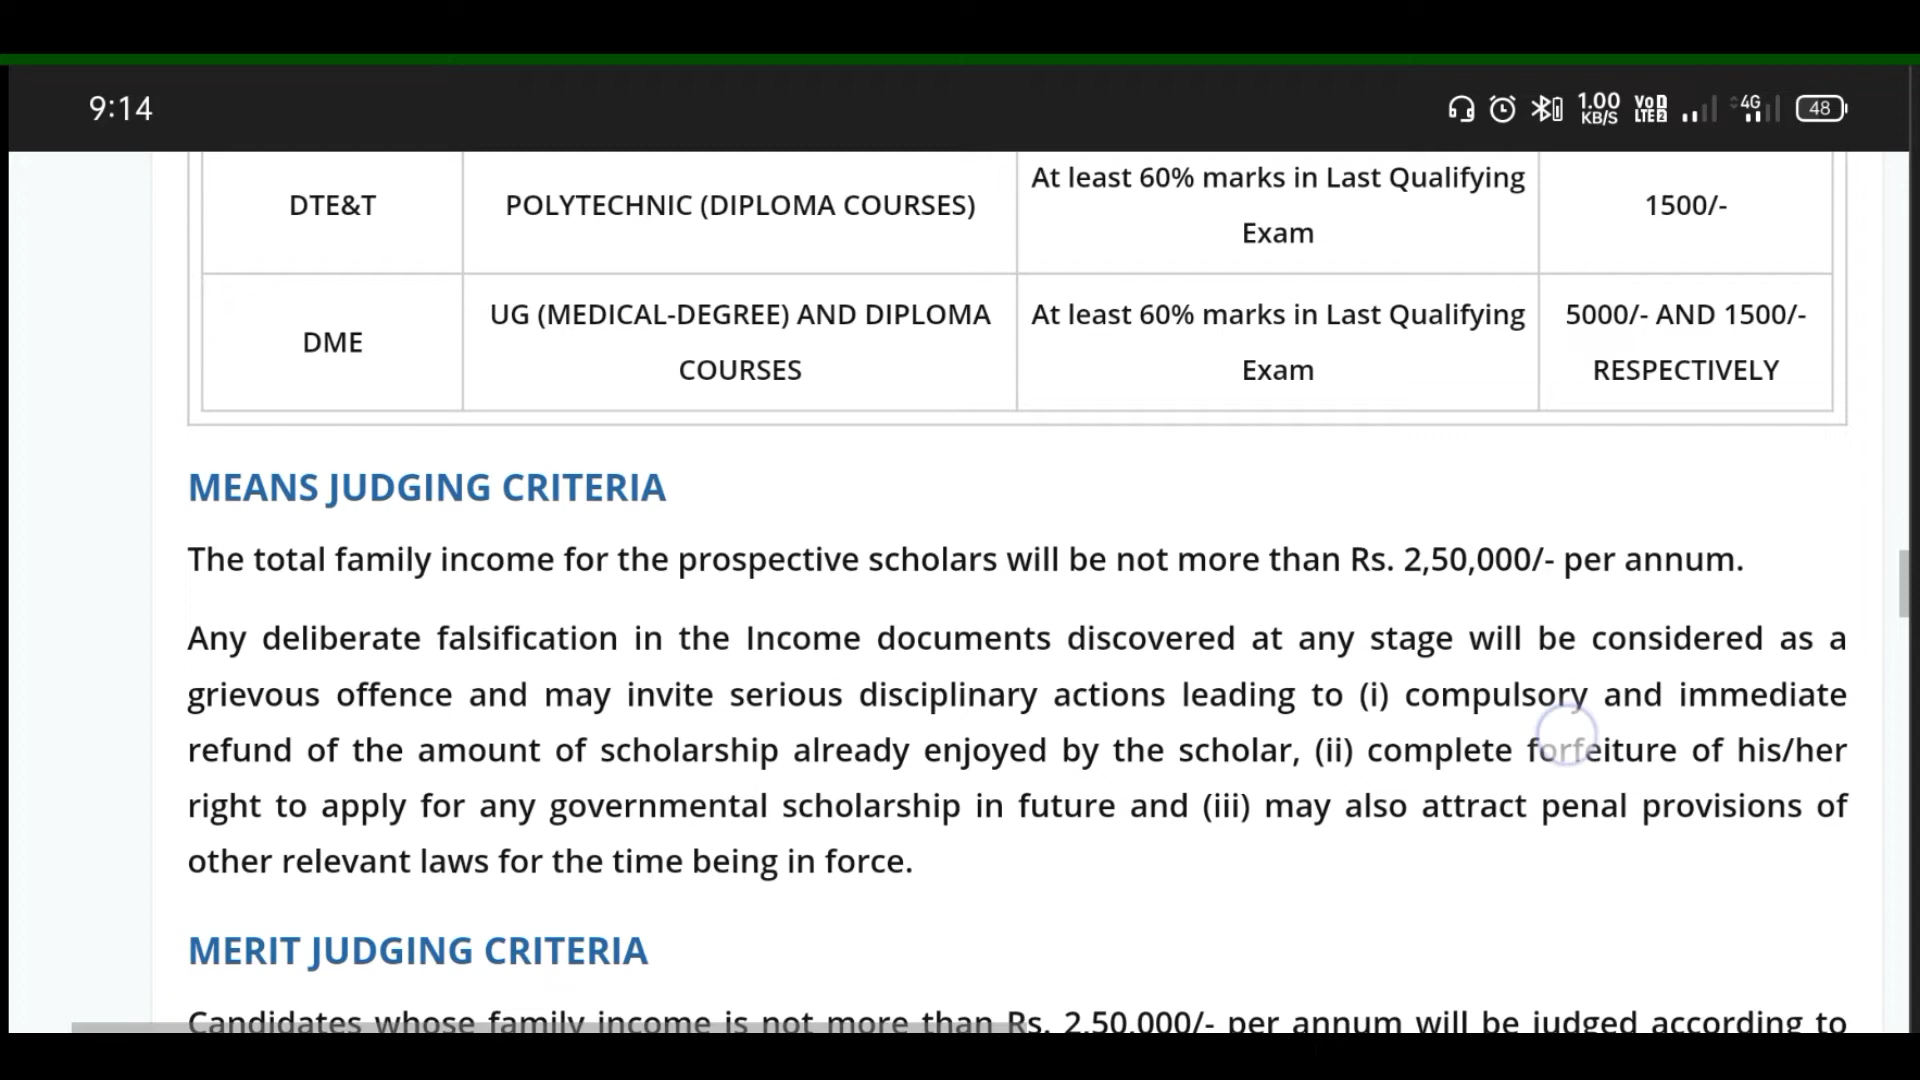 9:14
1.00
KB/S
VoD
LTE2
4G
48
At least 60% marks in Last Qualifying
DTE&T POLYTECHNIC (DIPLOMA COURSES) 1500/-
Exam
UG (MEDICAL-DEGREE) AND DIPLOMA At least 60% marks in Last Qualifying 5000/- AND 1500/-
DME
COURSES Exam RESPECTIVELY
MEANS JUDGING CRITERIA
The total family income for the prospective scholars will be not more than Rs. 2,50,000/- per annum.
Any deliberate falsification in the Income documents discovered at any stage will be considered as a
grievous offence and may invite serious disciplinary actions leading to (i) compulsory and immediate
refund of the amount of scholarship already enjoyed by the scholar, (ii) complete forfeiture of his/her
right to apply for any governmental scholarship in future and (iii) may also attract penal provisions of
other relevant laws for the time being in force.
MERIT JUDGING CRITERIA
Candidates whose family income is not more than Rs. 2,50,000/- per annum will be judged according to